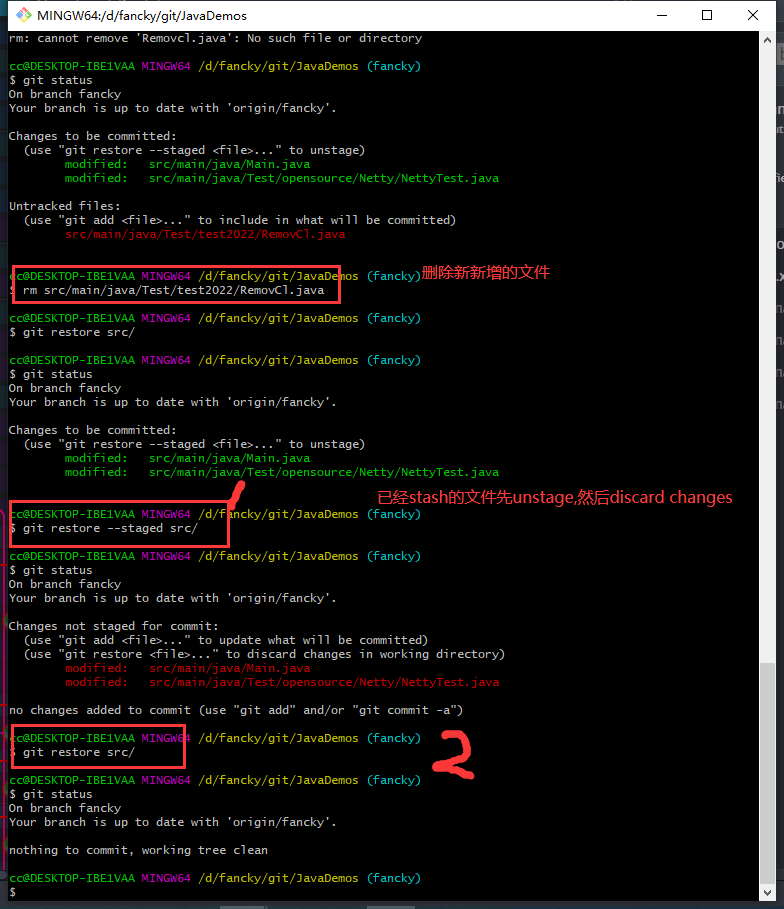 MINGW64:/d/fancky/git/JavaDemos
rm: cannot remove 'Removcl.java': No such file or directory
cc@DESKTOP-IBE1VAA MINGW64 /d/fancky/git/JavaDemos (fancky)
$ git status
On branch fancky
Your branch is up to date with 'origin/fancky'.
Changes to be committed:
(use "git restore --staged <file>..." to unstage)
modified: src/main/java/Main.java
modified: src/main/java/Test/opensource/Netty/NettyTest.java
Untracked files:
(use "git add <file>..." to include in what will be committed)
src/main/java/Test/test2022/RemovCl.java
cc@DESKTOP-IBE1VAA MINGW64 /d/fancky/git/JavaDemos (fancky) 删除新新增的文件
$ rm src/main/java/Test/test2022/RemovCl.java
cc@DESKTOP-IBE1VAA MINGW64 /d/fancky/git/JavaDemos (fancky)
$ git restore src/
cc@DESKTOP-IBE1VAA MINGW64 /d/fancky/git/JavaDemos (fancky)
$ git status
On branch fancky
Your branch is up to date with 'origin/fancky'.
Changes to be committed:
(use "git restore --staged <file>..." to unstage)
modified: src/main/java/Main.java
modified: src/main/java/Test/opensource/Netty/NettyTest.java
1
已经stash的文件先unstage,然后discard changes
cc@DESKTOP-IBE1VAA MINGW64 /d/fancky/git/JavaDemos (fancky)
$ git restore --staged src/
cc@DESKTOP-IBE1VAA MINGW64 /d/fancky/git/JavaDemos (fancky)
$ git status
On branch fancky
Your branch is up to date with 'origin/fancky'.
Changes not staged for commit:
(use "git add <file>..." to update what will be committed)
(use "git restore <file>..." to discard changes in working directory)
modified: src/main/java/Main.java
modified: src/main/java/Test/opensource/Netty/NettyTest.java
no changes added to commit (use "git add" and/or "git commit -a")
cc@DESKTOP-IBE1VAA MINGW64 /d/fancky/git/JavaDemos (fancky)
$ git restore src/
2
cc@DESKTOP-IBE1VAA MINGW64 /d/fancky/git/JavaDemos (fancky)
$ git status
On branch fancky
Your branch is up to date with 'origin/fancky'.
nothing to commit, working tree clean
cc@DESKTOP-IBE1VAA MINGW64 /d/fancky/git/JavaDemos (fancky)
$